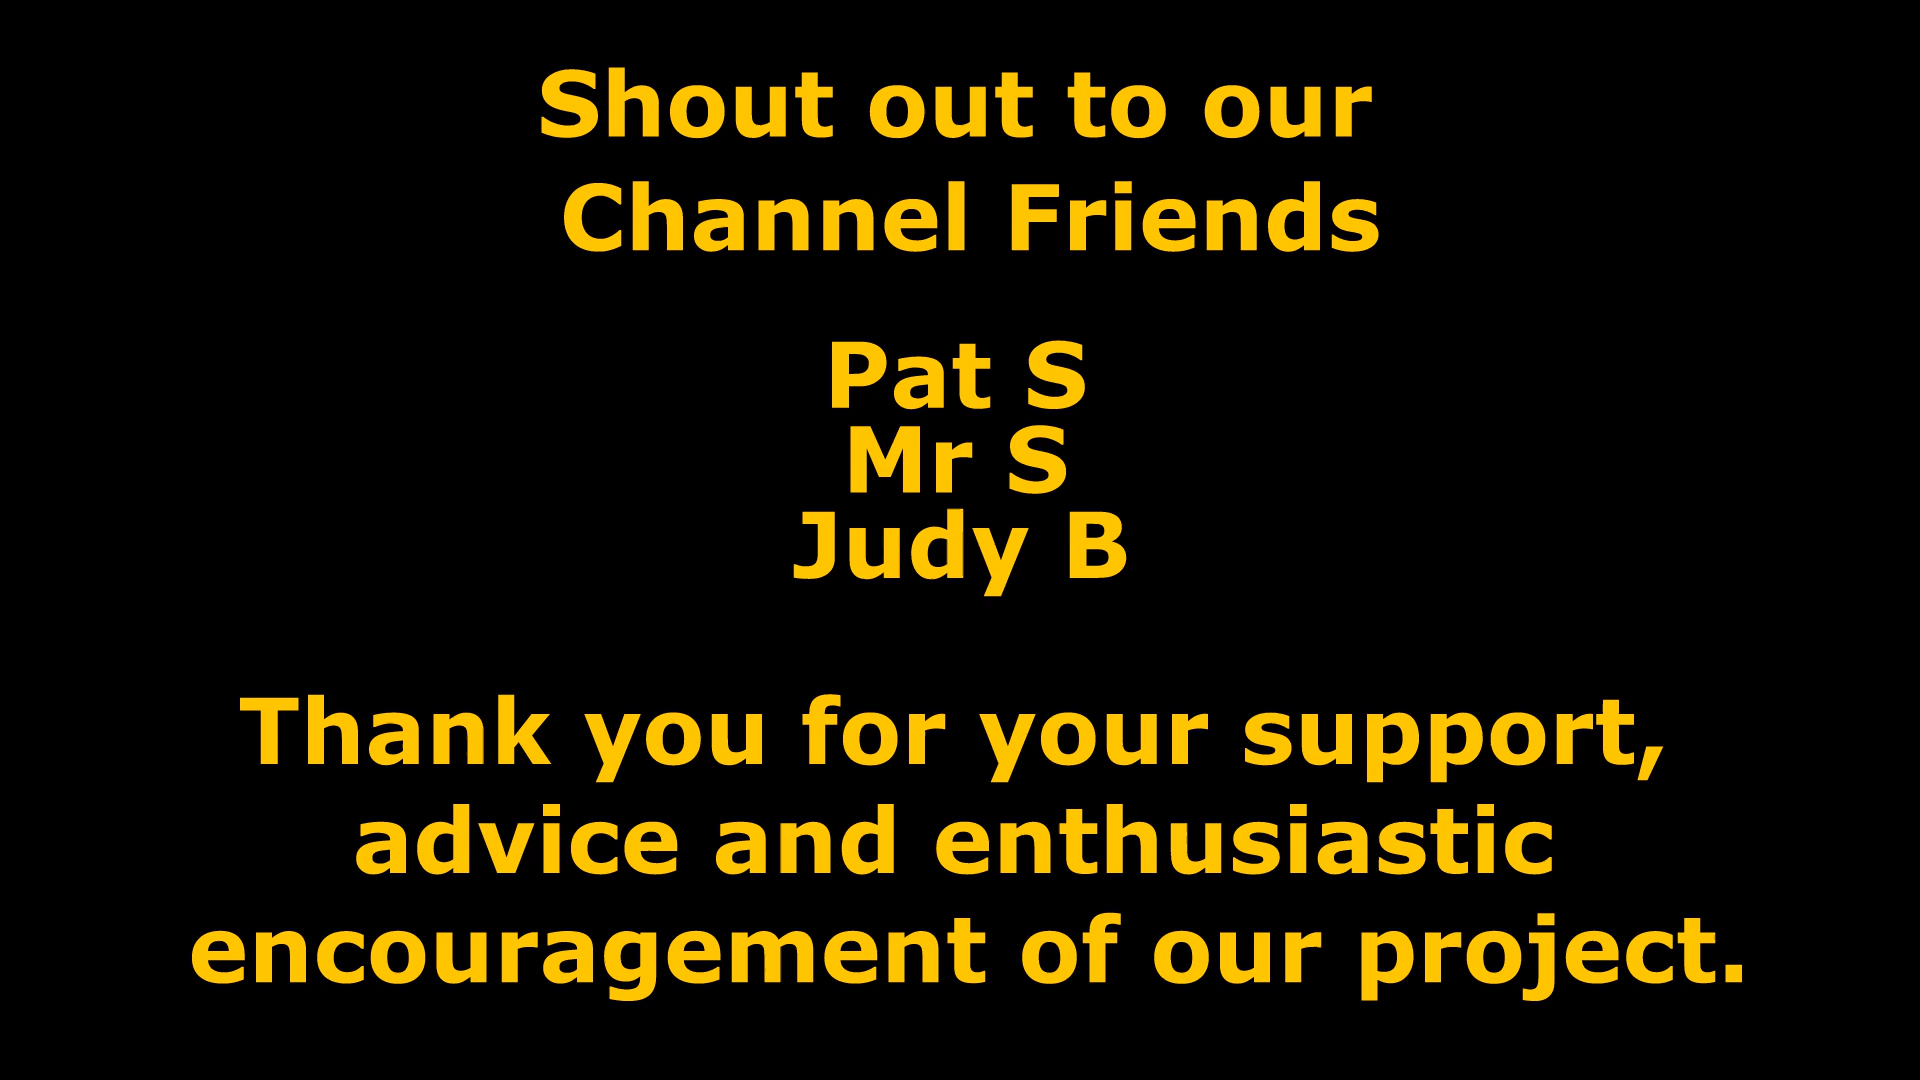 Shout out to our
Channel Friends
Pat S
Mr S
Judy B
Thank you for your support,
advice and enthusiastic
encouragement of our project.